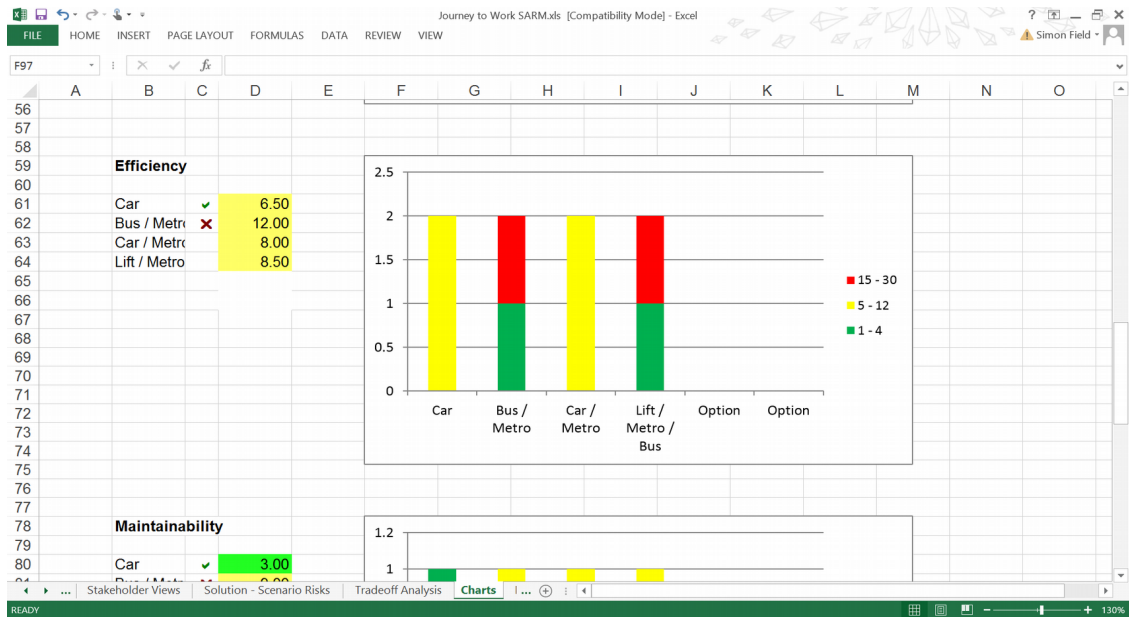 Journey to Work SARM.xls [Compatibility Mode] - Excel
?
FILE HOME INSERT PAGE LAYOUT FORMULAS DATA REVIEW VIEW Simon Field
F97 fx
A B C D E F G H I J K L M N O
56
57
58
59 Efficiency
60
61 Car 6.50
62 Bus / Metr 12.00
63 Car / Metr 8.00
64 Lift / Metro 8.50
65
66
67
68
69
70
71
72
73
74
75
76
77
78 Maintainability
79
80 Car 3.00
2.5
2
1.5
1
0.5
0
Car Bus / Metro Car / Metro Lift / Metro / Bus Option Option
15 - 30
5 - 12
1 - 4
1.2
1
... Stakeholder Views Solution - Scenario Risks Tradeoff Analysis Charts ...
READY 130%